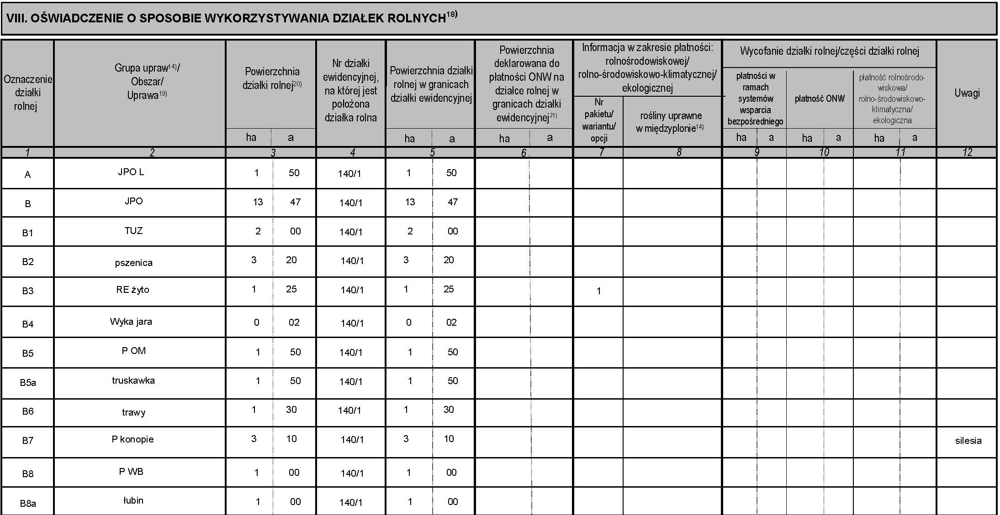 VIII. OŚWIADCZENIE O SPOSOBIE WYKORZYSTYWANIA DZIAŁEK ROLNYCH18)
Oznaczenie
działki
rolnej
Grupa upraw14)/
Obszar/
Uprawa19)
Powierzchnia
działki rolnej20)
ha a
Nr działki
ewidencyjnej,
na której jest
położona
działka rolna
Powierzchnia działki
rolnej w granicach
działki ewidencyjnej
ha a
Powierzchnia
deklarowana do
płatności ONW na
działce rolnej w
granicach działki
ewidencyjnej21)
ha a
Informacja w zakresie płatności:
rolnośrodowiskowej/
rolno-środowiskowo-klimatycznej/
ekologicznej
Nr
pakietu/
wariantu/
opcji
rośliny uprawne
w międzyplonie14)
Wycofanie działki rolnej/części działki rolnej
płatności w
ramach
systemów
wsparcia
bezpośredniego
ha a
płatność ONW
ha a
płatność rolnośrodo-
wiskowa/
rolno-środowiskowo-
klimatyczna/
ekologiczna
ha a
Uwagi
1 2 3 4 5 6 7 8 9 10 11 12
A JPO L 1 50 140/1 1 50
B JPO 13 47 140/1 13 47
B1 TUZ 2 00 140/1 2 00
B2 pszenica 3 20 140/1 3 20
B3 RE żyto 1 25 140/1 1 25 1
B4 Wyka jara 0 02 140/1 0 02
B5 P OM 1 50 140/1 1 50
B5a truskawka 1 50 140/1 1 50
B6 trawy 1 30 140/1 1 30
B7 P konopie 3 10 140/1 3 10 silesia
B8 P WB 1 00 140/1 1 00
B8a łubin 1 00 140/1 1 00